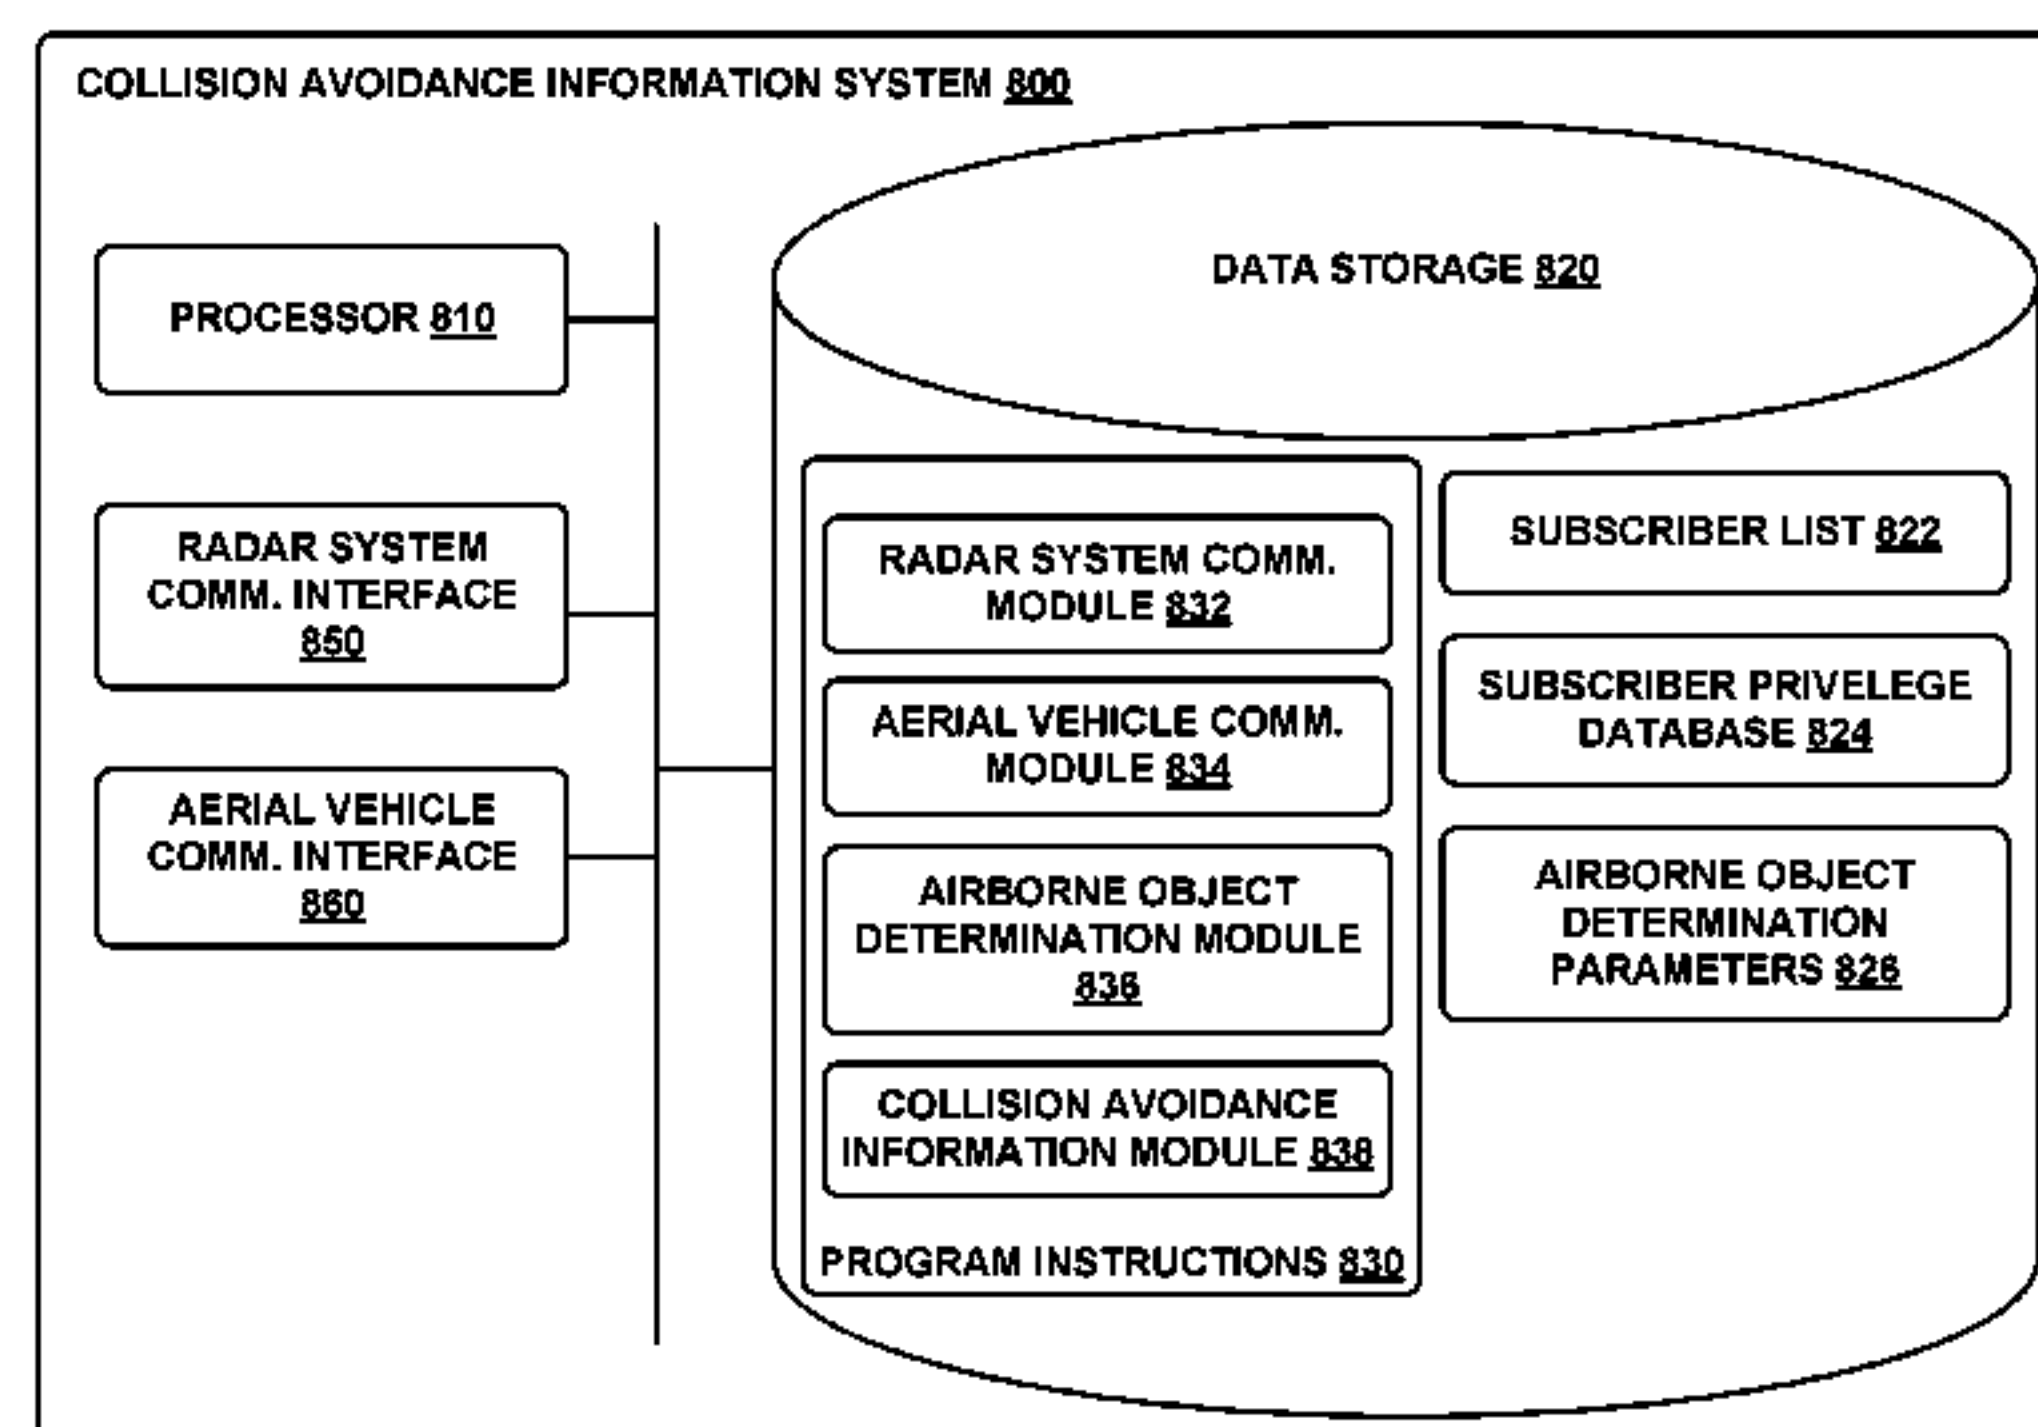 COLLISION AVOIDANCE INFORMATION SYSTEM 800
DATA STORAGE 820
PROCESSOR 810
RADAR SYSTEM
COMM. INTERFACE
850
AERIAL VEHICLE
COMM. INTERFACE
860
RADAR SYSTEM COMM.
MODULE 832
AERIAL VEHICLE COMM.
MODULE 834
AIRBORNE OBJECT
DETERMINATION MODULE
836
COLLISION AVOIDANCE
INFORMATION MODULE 838
PROGRAM INSTRUCTIONS 830
SUBSCRIBER LIST 822
SUBSCRIBER PRIVELEGE
DATABASE 824
AIRBORNE OBJECT
DETERMINATION
PARAMETERS 826